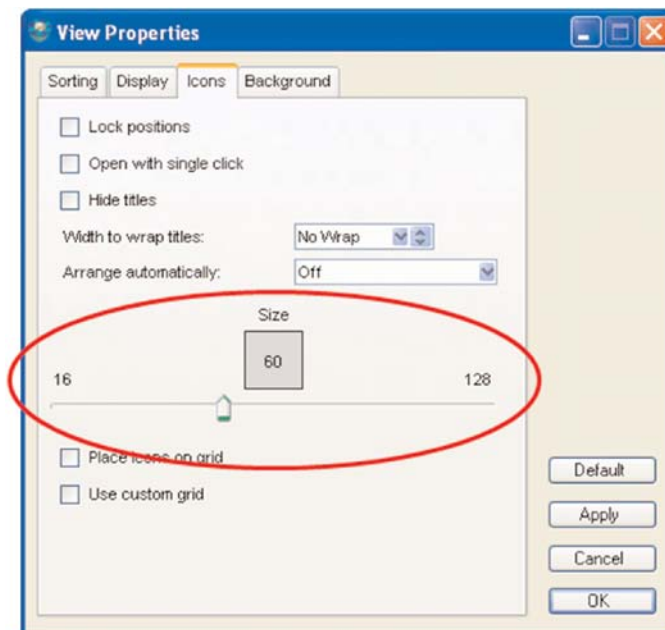 View Properties
Sorting Display Icons Background
Lock positions
Open with single click
Hide titles
Width to wrap titles: No Wrap
Arrange automatically: Off
Size
60
16 128
Place icons on grid
Use custom grid
Default
Apply
Cancel
OK